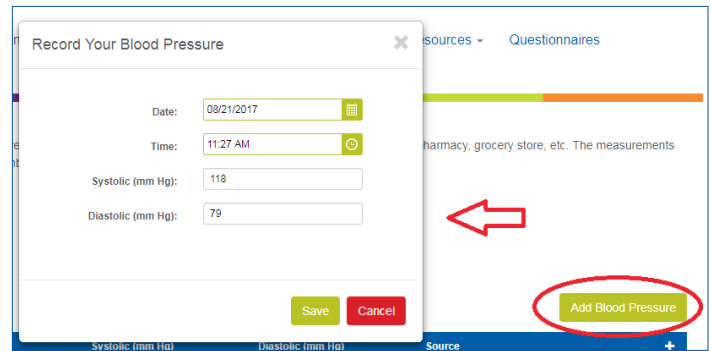 Record Your Blood Pressure
Questionnaires
Date: 08/21/2017
Time: 11:27 AM
harmacy, grocery store, etc. The measurements
Systolic (mm Hg): 118
Diastolic (mm Hg): 79
Add Blood Pressure
Save Cancel
Systolic (mm Hg) Diastolic (mm Hg) Source +